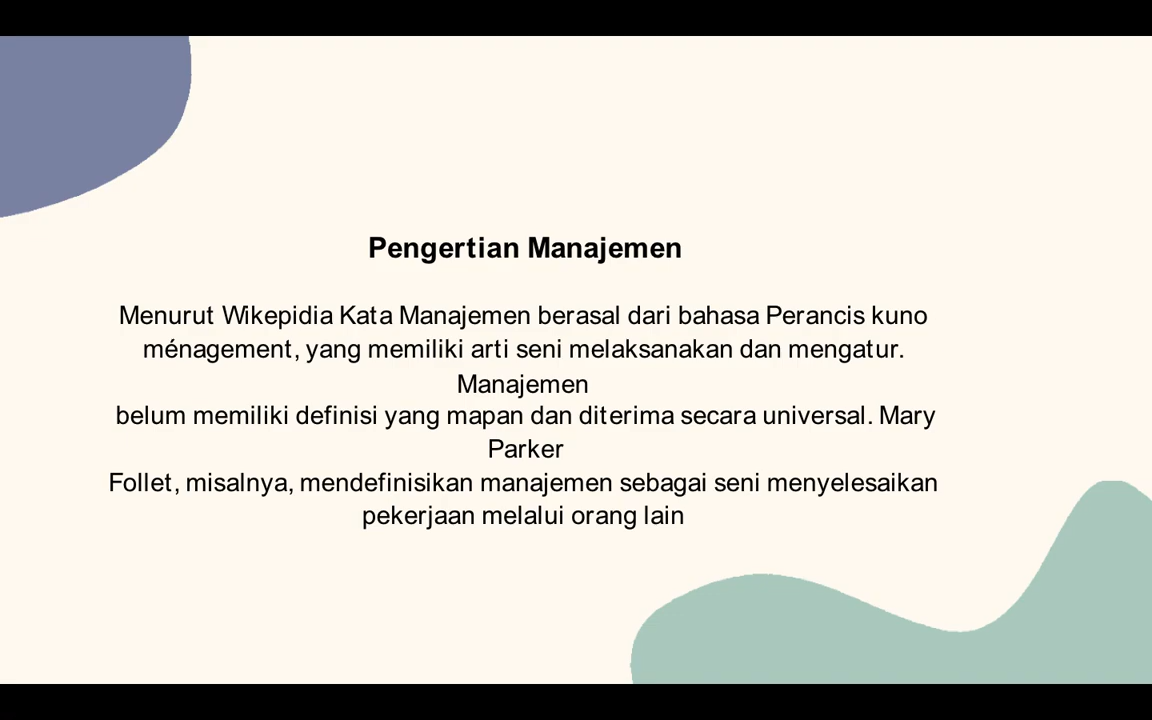 Pengertian Manajemen
Menurut Wikepidia Kata Manajemen berasal dari bahasa Perancis kuno
ménagement, yang memiliki arti seni melaksanakan dan mengatur.
Manajemen
belum memiliki definisi yang mapan dan diterima secara universal. Mary
Parker
Follet, misalnya, mendefinisikan manajemen sebagai seni menyelesaikan
pekerjaan melalui orang lain